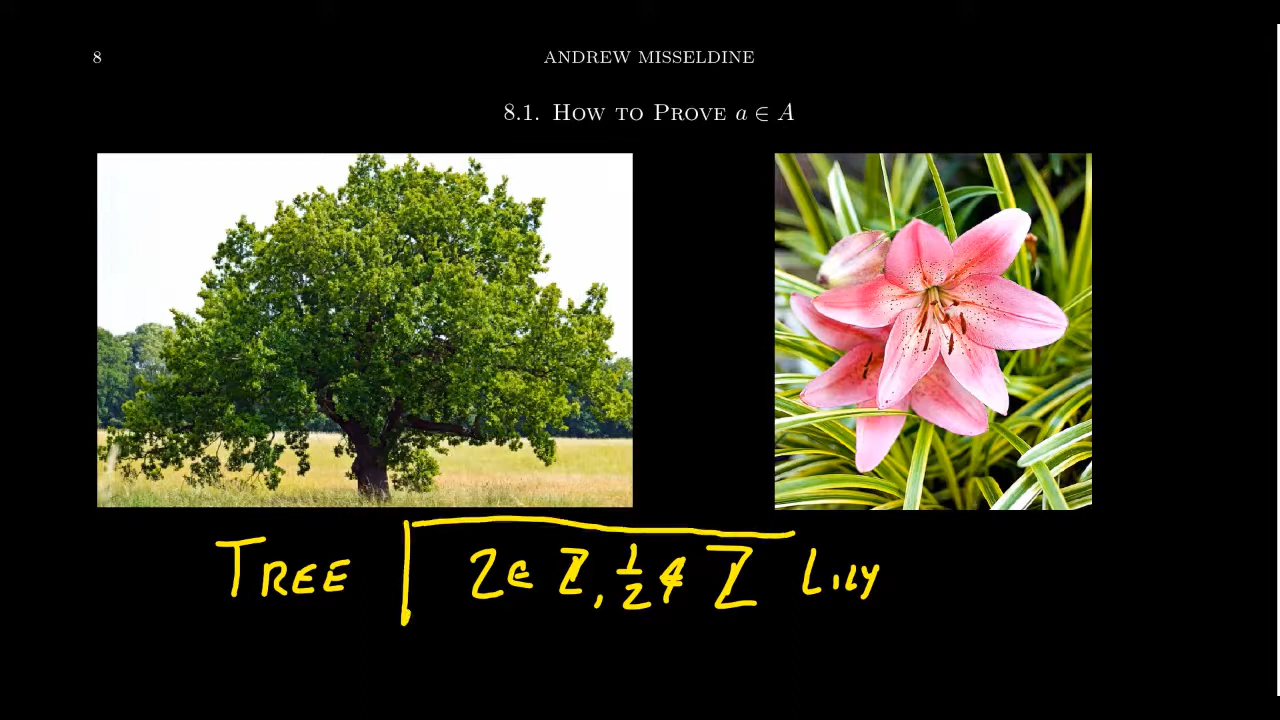 8 ANDREW MISSELDINE
8.1. HOW TO PROVE a ∈ A
TREE 2 ∈ ℤ, 1/2 ∉ ℤ LILY